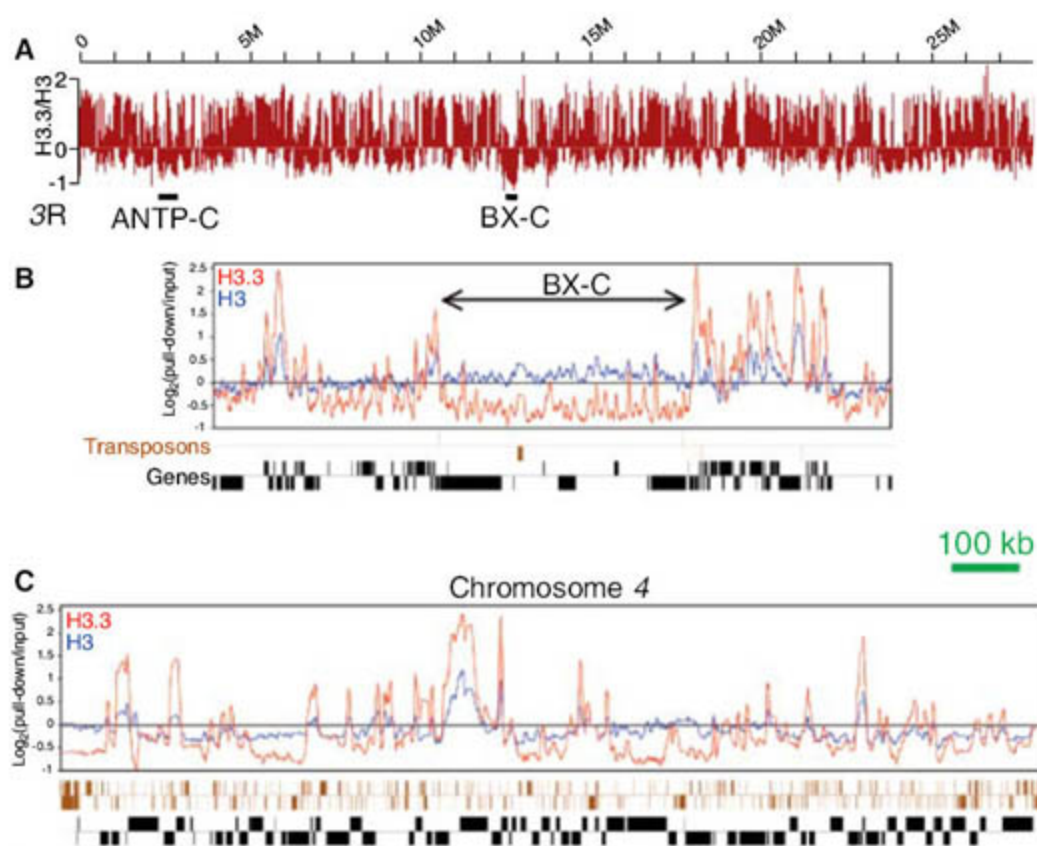 A
0 5M 10M 15M 20M 25M
H3.3/H3
2
0
-1
3R ANTP-C BX-C
B
H3.3
H3
BX-C
Log₂(pull-down/input)
2.5
2
1.5
1
0.5
0
-0.5
-1
Transposons
Genes
100 kb
C
Chromosome 4
H3.3
H3
Log₂(pull-down/input)
2.5
2
1.5
1
0.5
0
-0.5
-1